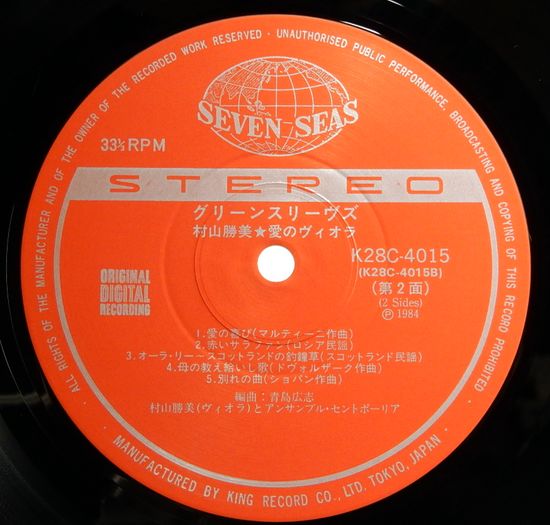 ALL RIGHTS OF THE MANUFACTURER AND OF THE OWNER OF THE RECORDED WORK RESERVED · UNAUTHORISED PUBLIC PERFORMANCE, BROADCASTING AND COPYING OF THIS RECORD PROHIBITED
SEVEN SEAS
33⅓ RPM
STEREO
グリーンスリーヴズ
村山勝美★愛のヴィオラ
K28C-4015
(K28C-4015B)
(第2面)
(2 Sides)
Ⓟ 1984
ORIGINAL
DIGITAL
RECORDING
1.愛の喜び(マルティーニ作曲)
2.赤いサラファン(ロシア民謡)
3.オーラ・リー~スコットランドの釣鐘草(スコットランド民謡)
4.母の教え給いし歌(ドヴォルザーク作曲)
5.別れの曲(ショパン作曲)
編曲:青島広志
村山勝美(ヴィオラ)とアンサンブル・セントポーリア
MANUFACTURED BY KING RECORD CO., LTD. TOKYO, JAPAN